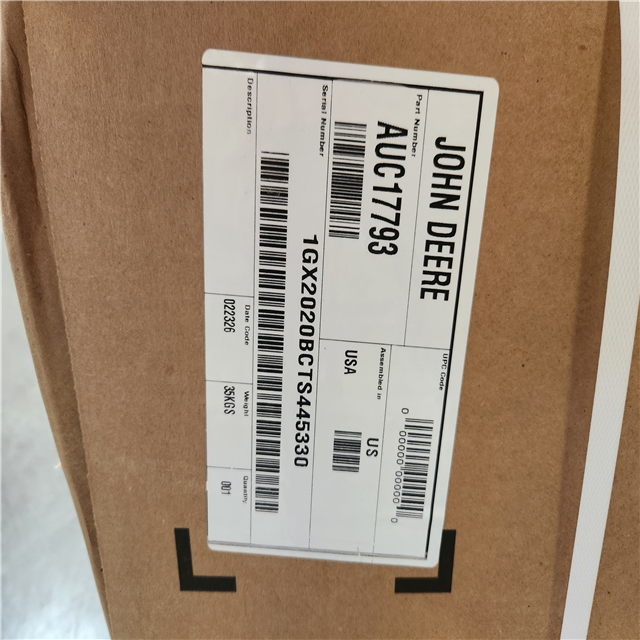 JOHN DEERE
UPC Code
0 00000 00000 0
Part Number
AUC17793
Assembled in
US
USA
Serial Number
1GX2020BCTS445330
Description
Date Code
022326
Weight
35KGS
Quantity
001